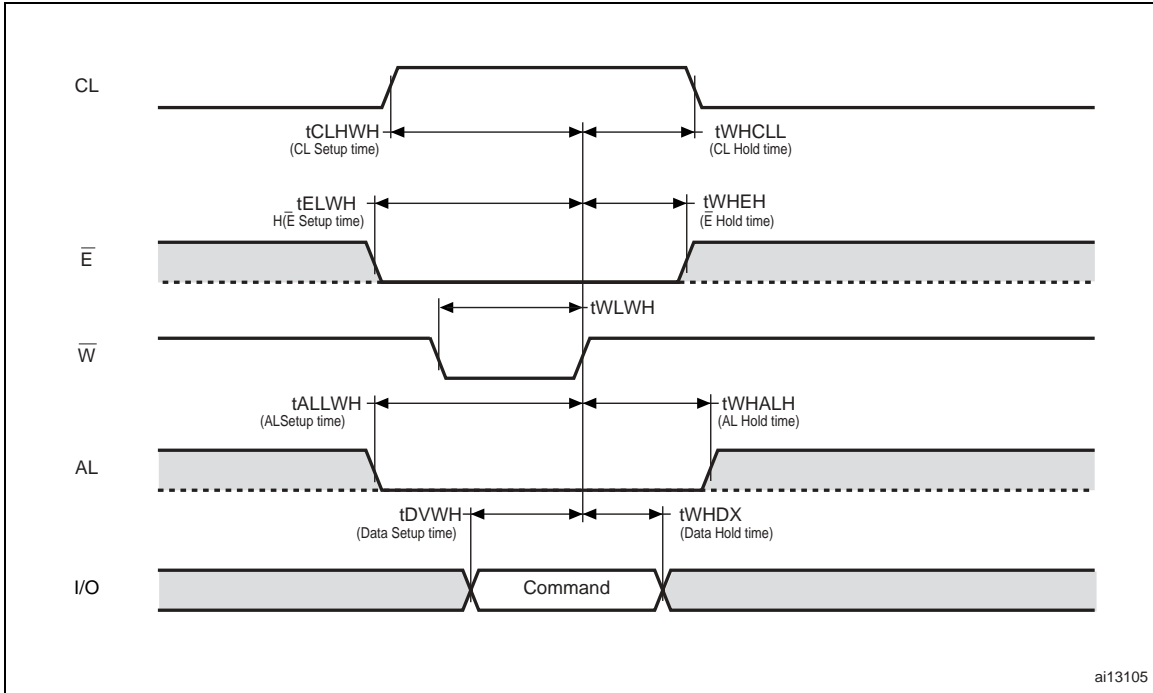 CL
tCLHWH
(CL Setup time)
tWHCLL
(CL Hold time)
tELWH
H(E̅ Setup time)
tWHEH
(E̅ Hold time)
E̅
tWLWH
W̅
tALLWH
(ALSetup time)
tWHALH
(AL Hold time)
AL
tDVWH
(Data Setup time)
tWHDX
(Data Hold time)
I/O
Command
ai13105